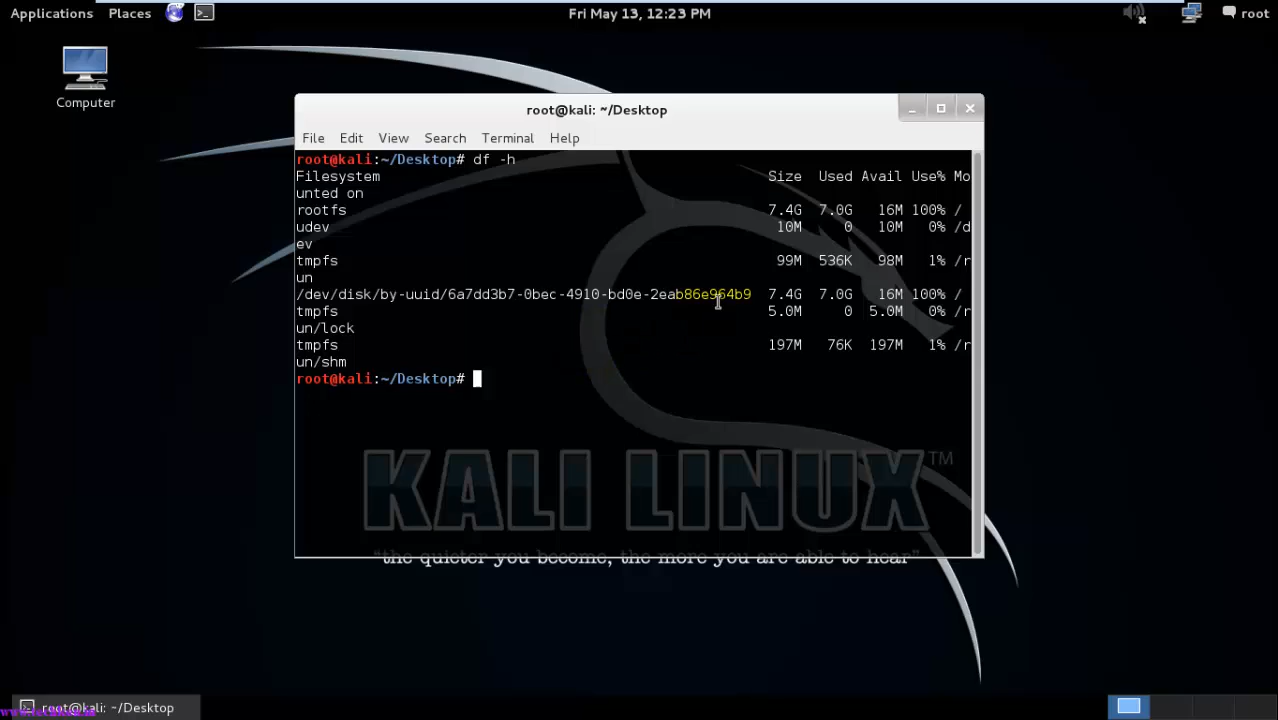 Applications Places Fri May 13, 12:23 PM root
Computer
root@kali: ~/Desktop
File Edit View Search Terminal Help
root@kali:~/Desktop# df -h
Filesystem Size Used Avail Use% Mo
unted on
rootfs 7.4G 7.0G 16M 100% /
udev 10M 0 10M 0% /d
ev
tmpfs 99M 536K 98M 1% /r
un
/dev/disk/by-uuid/6a7dd3b7-0bec-4910-bd0e-2eab86e964b9 7.4G 7.0G 16M 100% /
tmpfs 5.0M 0 5.0M 0% /r
un/lock
tmpfs 197M 76K 197M 1% /r
un/shm
root@kali:~/Desktop#
KALI LINUX™
“the quieter you become, the more you are able to hear”
root@kali: ~/Desktop